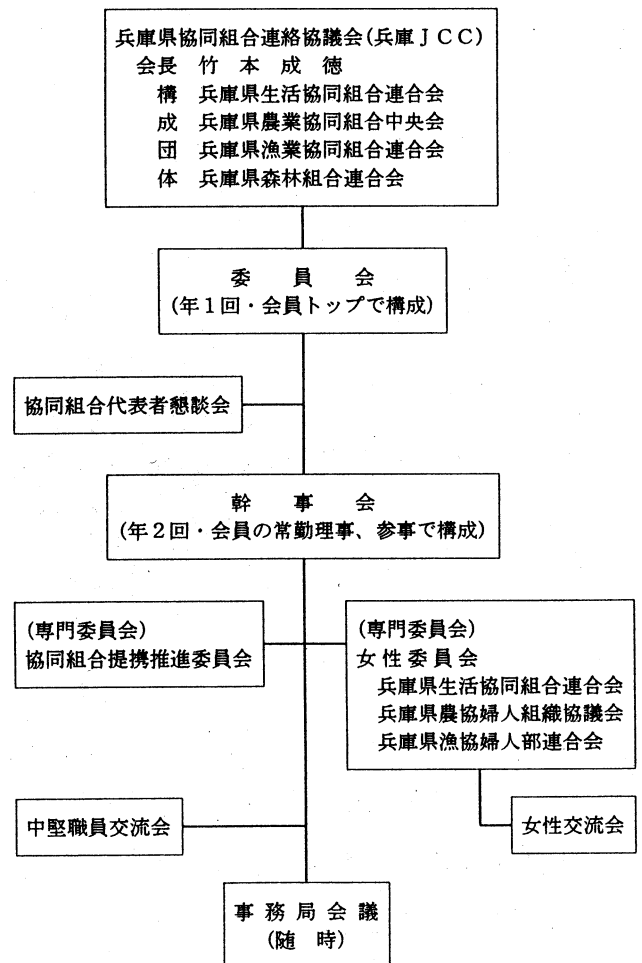 兵庫県協同組合連絡協議会(兵庫ＪＣＣ)
会長 竹本成徳
構 兵庫県生活協同組合連合会
成 兵庫県農業協同組合中央会
団 兵庫県漁業協同組合連合会
体 兵庫県森林組合連合会
委員会
(年１回・会員トップで構成)
協同組合代表者懇談会
幹事会
(年２回・会員の常勤理事、参事で構成)
(専門委員会)
協同組合提携推進委員会
(専門委員会)
女性委員会
兵庫県生活協同組合連合会
兵庫県農協婦人組織協議会
兵庫県漁協婦人部連合会
中堅職員交流会
女性交流会
事務局会議
(随 時)